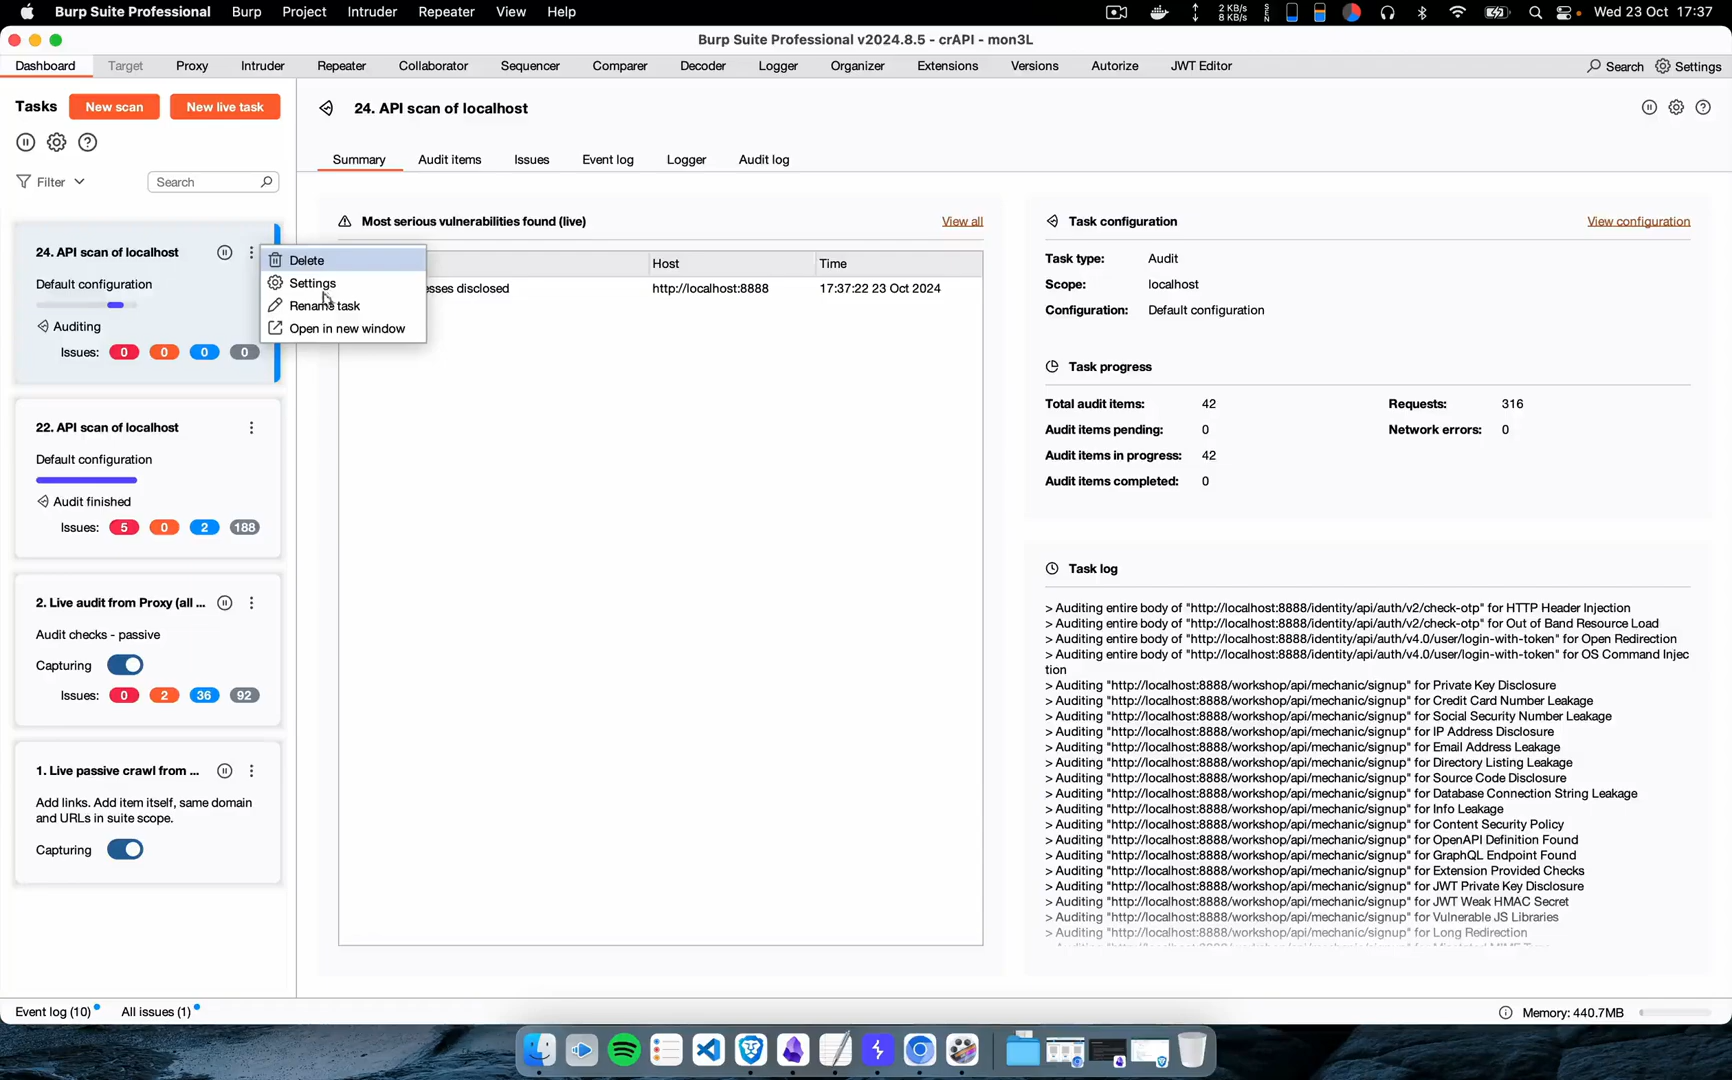 Burp Suite Professional Burp Project Intruder Repeater View Help 2 KB/s 8 KB/s SEN Wed 23 Oct 17:37
Burp Suite Professional v2024.8.5 - crAPI - mon3L
Dashboard Target Proxy Intruder Repeater Collaborator Sequencer Comparer Decoder Logger Organizer Extensions Versions Autorize JWT Editor Search Settings
Tasks New scan New live task
Filter Search
24. API scan of localhost
Default configuration
Auditing
Issues: 0 0 0 0
Delete
Settings
Rename task
Open in new window
22. API scan of localhost
Default configuration
Audit finished
Issues: 5 0 2 188
2. Live audit from Proxy (all ...
Audit checks - passive
Capturing
Issues: 0 2 36 92
1. Live passive crawl from ...
Add links. Add item itself, same domain
and URLs in suite scope.
Capturing
24. API scan of localhost
Summary Audit items Issues Event log Logger Audit log
Most serious vulnerabilities found (live) View all
Host Time
disclosed http://localhost:8888 17:37:22 23 Oct 2024
Task configuration View configuration
Task type: Audit
Scope: localhost
Configuration: Default configuration
Task progress
Total audit items: 42 Requests: 316
Audit items pending: 0 Network errors: 0
Audit items in progress: 42
Audit items completed: 0
Task log
> Auditing entire body of "http://localhost:8888/identity/api/auth/v2/check-otp" for HTTP Header Injection
> Auditing entire body of "http://localhost:8888/identity/api/auth/v2/check-otp" for Out of Band Resource Load
> Auditing entire body of "http://localhost:8888/identity/api/auth/v4.0/user/login-with-token" for Open Redirection
> Auditing entire body of "http://localhost:8888/identity/api/auth/v4.0/user/login-with-token" for OS Command Injec
tion
> Auditing "http://localhost:8888/workshop/api/mechanic/signup" for Private Key Disclosure
> Auditing "http://localhost:8888/workshop/api/mechanic/signup" for Credit Card Number Leakage
> Auditing "http://localhost:8888/workshop/api/mechanic/signup" for Social Security Number Leakage
> Auditing "http://localhost:8888/workshop/api/mechanic/signup" for IP Address Disclosure
> Auditing "http://localhost:8888/workshop/api/mechanic/signup" for Email Address Leakage
> Auditing "http://localhost:8888/workshop/api/mechanic/signup" for Directory Listing Leakage
> Auditing "http://localhost:8888/workshop/api/mechanic/signup" for Source Code Disclosure
> Auditing "http://localhost:8888/workshop/api/mechanic/signup" for Database Connection String Leakage
> Auditing "http://localhost:8888/workshop/api/mechanic/signup" for Info Leakage
> Auditing "http://localhost:8888/workshop/api/mechanic/signup" for Content Security Policy
> Auditing "http://localhost:8888/workshop/api/mechanic/signup" for OpenAPI Definition Found
> Auditing "http://localhost:8888/workshop/api/mechanic/signup" for GraphQL Endpoint Found
> Auditing "http://localhost:8888/workshop/api/mechanic/signup" for Extension Provided Checks
> Auditing "http://localhost:8888/workshop/api/mechanic/signup" for JWT Private Key Disclosure
> Auditing "http://localhost:8888/workshop/api/mechanic/signup" for JWT Weak HMAC Secret
> Auditing "http://localhost:8888/workshop/api/mechanic/signup" for Vulnerable JS Libraries
> Auditing "http://localhost:8888/workshop/api/mechanic/signup" for Long Redirection
Event log (10) All issues (1) Memory: 440.7MB